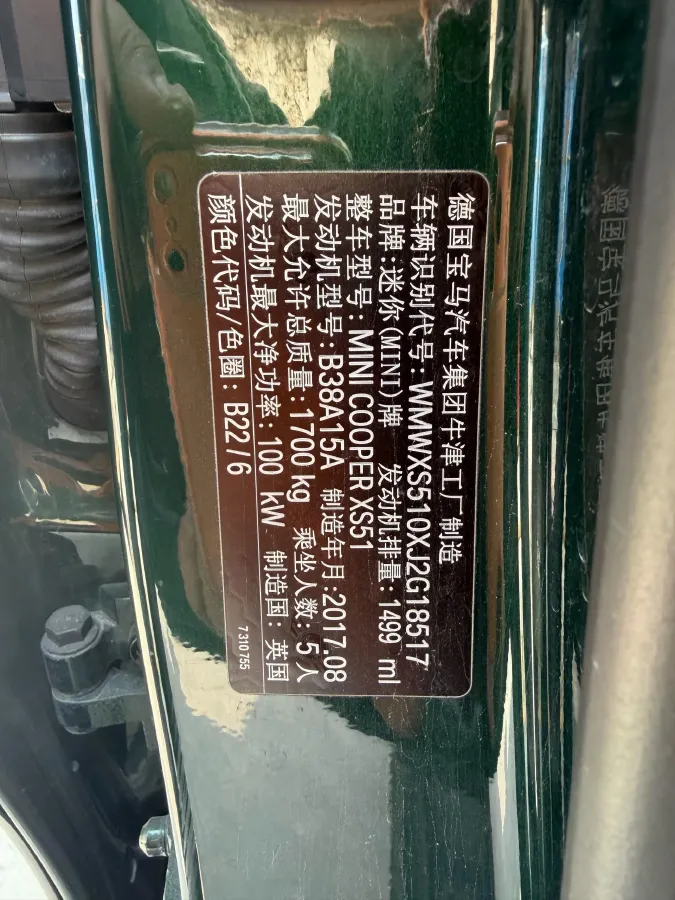 德国宝马汽车集团牛津工厂制造
车辆识别代号: WMWXS510XJ2G18517
品牌:迷你(MINI)牌 发动机排量:1499 ml
整车型号: MINI COOPER XS51
发动机型号:B38A15A 制造年月:2017.08
最大允许总质量:1700 kg 乘坐人数: 5 人
发动机最大净功率: 100 kW 制造国: 英国
颜色代码/色圈: B22 / 6
7 310 755